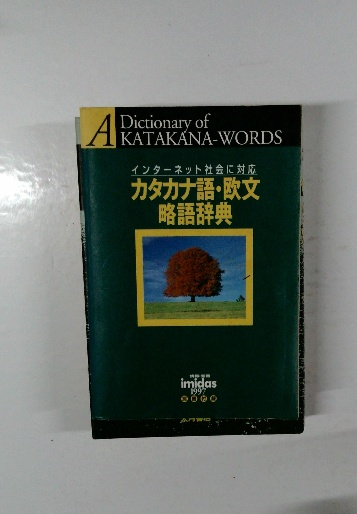 A Dictionary of
KATAKANA-WORDS
インターネット社会に対応
カタカナ語・欧文
略語辞典
imidas
1997